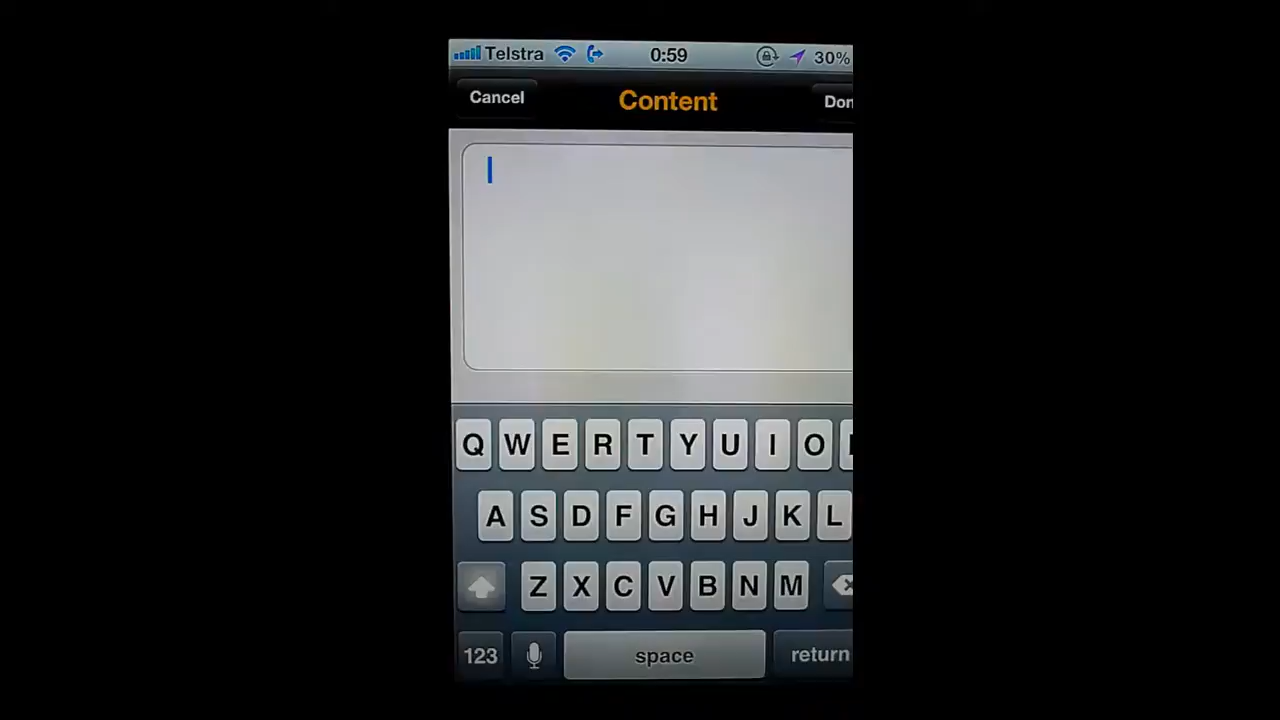 Telstra 0:59 30%
Cancel Content Don
Q W E R T Y U I O
A S D F G H J K L
Z X C V B N M
123 space return